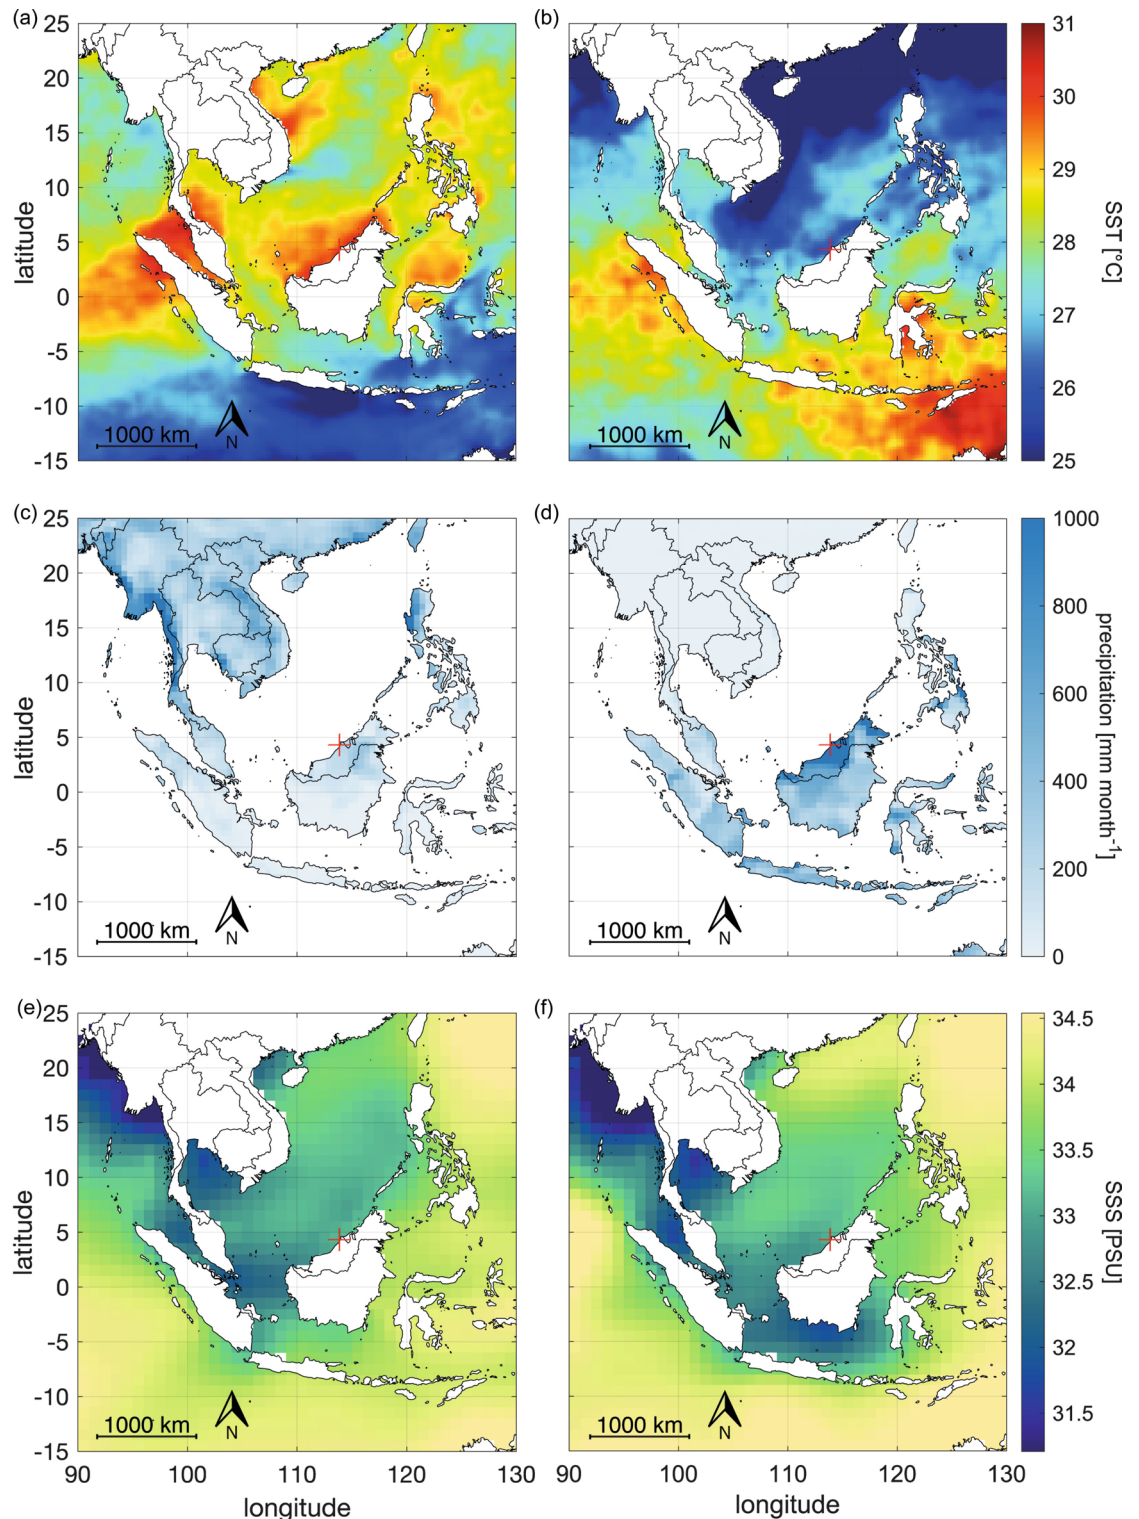 (a)
(b)
25
20
15
10
5
0
-5
-10
-15
latitude
1000 km
N
1000 km
N
31
30
29
28
27
26
25
SST [°C]
(c)
(d)
25
20
15
10
5
0
-5
-10
-15
latitude
1000 km
N
1000 km
N
1000
800
600
400
200
0
precipitation [mm month⁻¹]
(e)
(f)
25
20
15
10
5
0
-5
-10
-15
latitude
1000 km
N
1000 km
N
34.5
34
33.5
33
32.5
32
31.5
SSS [PSU]
90 100 110 120 130
90 100 110 120 130
longitude
longitude